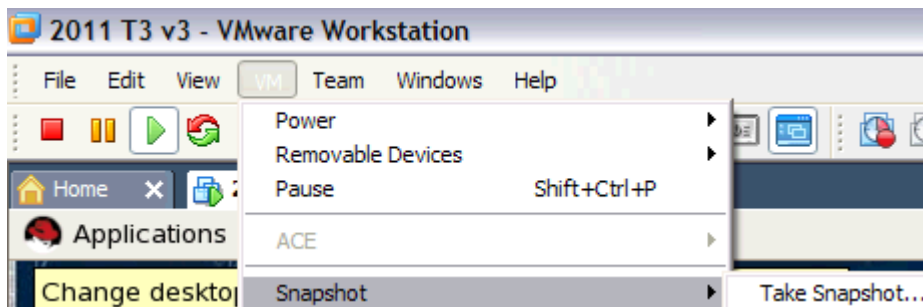 2011 T3 v3 - VMware Workstation
File Edit View VM Team Windows Help
Power
Removable Devices
Home
Pause Shift+Ctrl+P
Applications
ACE
Change deskto
Snapshot
Take Snapshot...